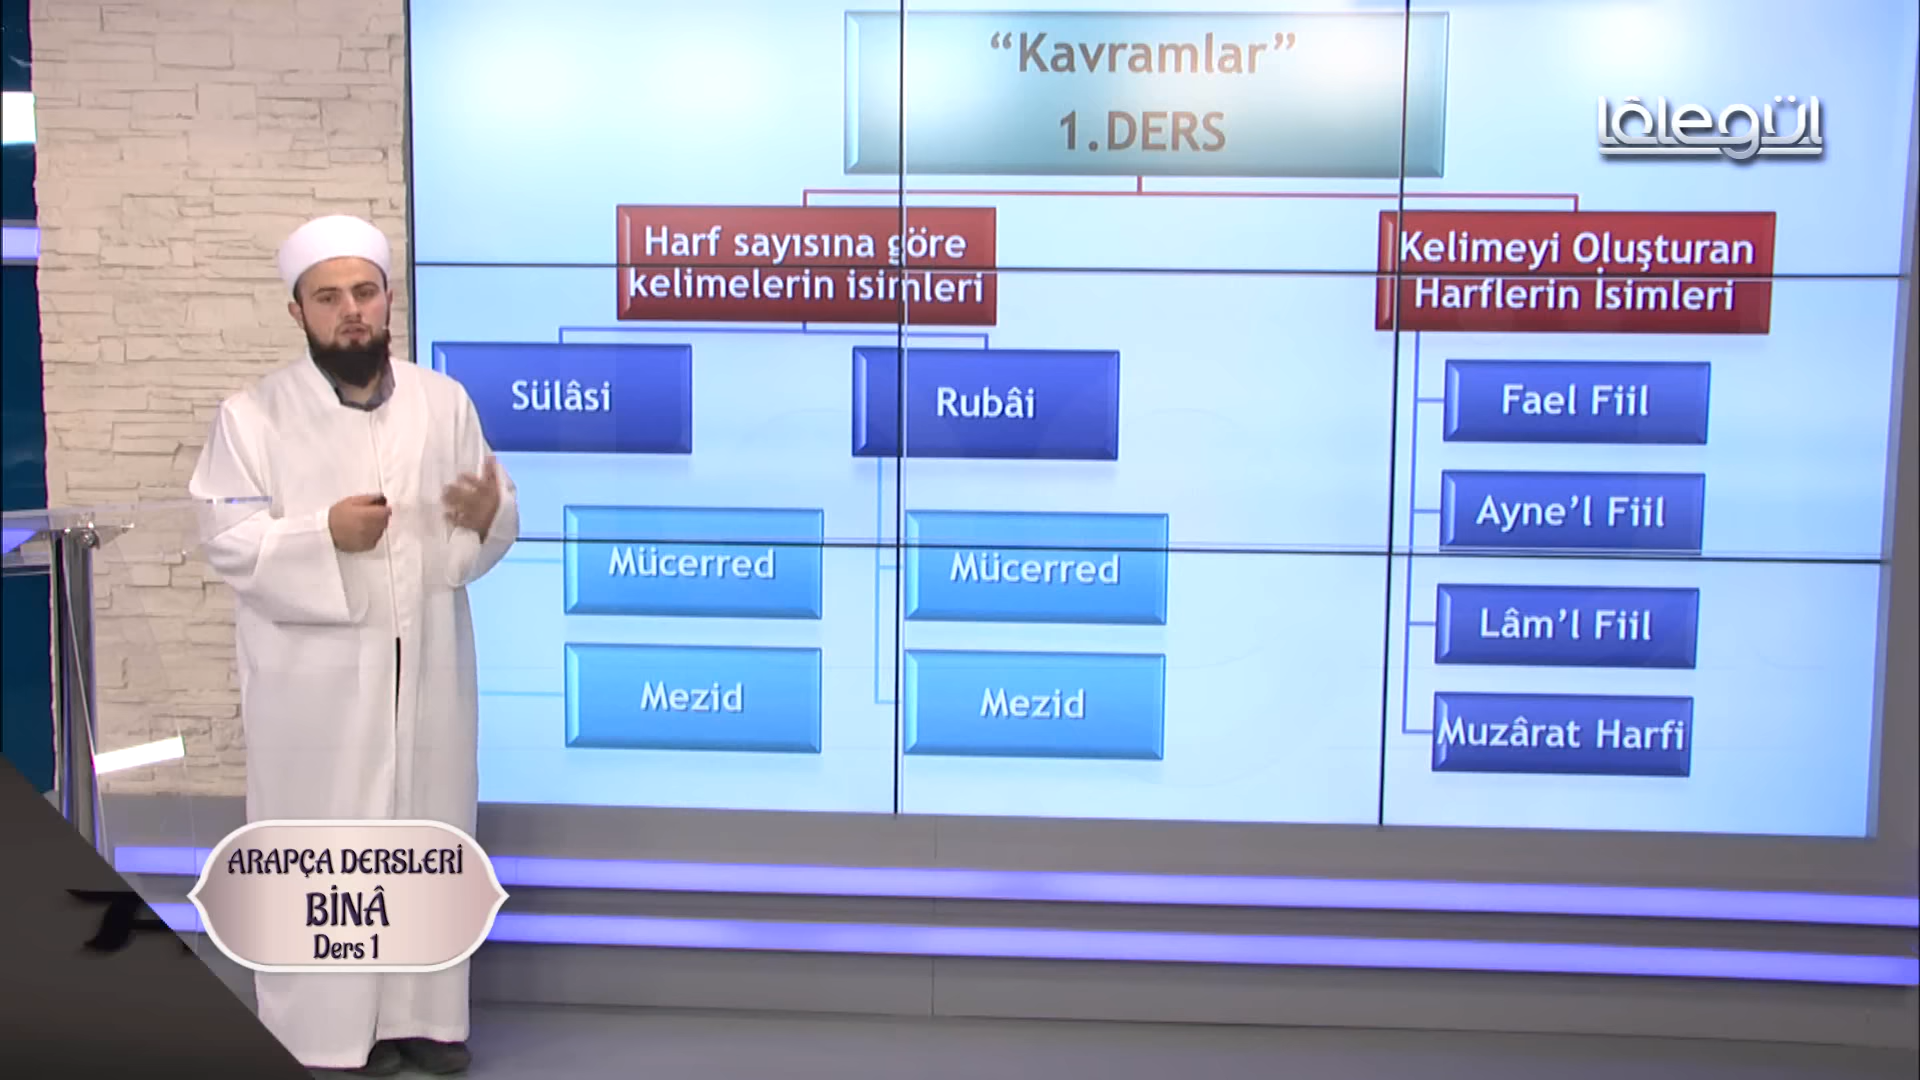 “Kavramlar”
1.DERS
lâlegül
Harf sayısına göre
kelimelerin isimleri
Kelimeyi Oluşturan
Harflerin İsimleri
Sülâsi
Rubâi
Fael Fiil
Ayne’l Fiil
Mücerred
Mücerred
Lâm’l Fiil
Mezid
Mezid
Muzârat Harfi
ARAPÇA DERSLERİ
BİNÂ
Ders 1